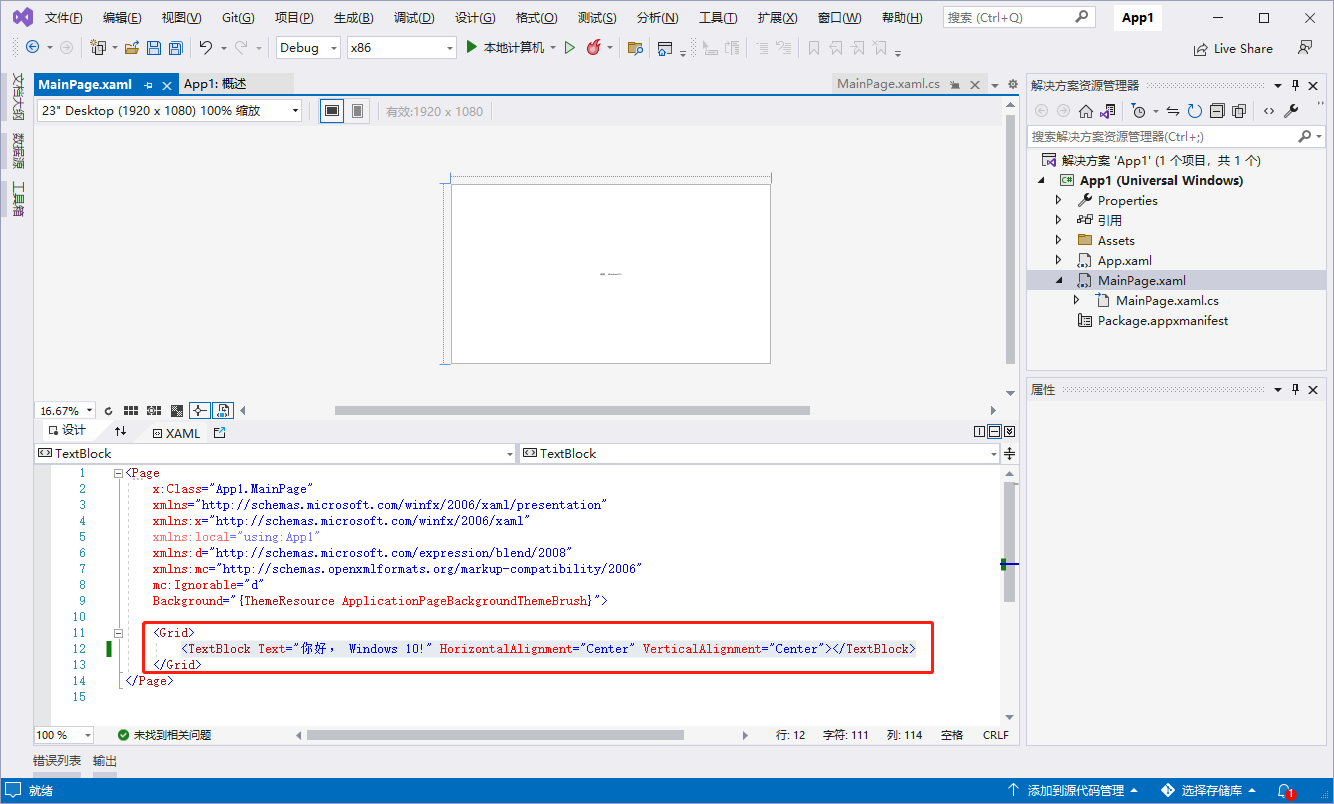 文件(F) 编辑(E) 视图(V) Git(G) 项目(P) 生成(B) 调试(D) 设计(G) 格式(O) 测试(S) 分析(N) 工具(T) 扩展(X) 窗口(W) 帮助(H) 搜索 (Ctrl+Q) App1
Debug x86 本地计算机 Live Share
文档大纲
数据源
工具箱
MainPage.xaml App1: 概述 MainPage.xaml.cs
23" Desktop (1920 x 1080) 100% 缩放 有效:1920 x 1080
16.67%
设计 XAML
TextBlock TextBlock
1 <Page
2 x:Class="App1.MainPage"
3 xmlns="http://schemas.microsoft.com/winfx/2006/xaml/presentation"
4 xmlns:x="http://schemas.microsoft.com/winfx/2006/xaml"
5 xmlns:local="using:App1"
6 xmlns:d="http://schemas.microsoft.com/expression/blend/2008"
7 xmlns:mc="http://schemas.openxmlformats.org/markup-compatibility/2006"
8 mc:Ignorable="d"
9 Background="{ThemeResource ApplicationPageBackgroundThemeBrush}">
10
11 <Grid>
12 <TextBlock Text="你好， Windows 10!" HorizontalAlignment="Center" VerticalAlignment="Center"></TextBlock>
13 </Grid>
14 </Page>
15
100 % 未找到相关问题 行: 12 字符: 111 列: 114 空格 CRLF
解决方案资源管理器
搜索解决方案资源管理器(Ctrl+;)
解决方案 'App1' (1 个项目，共 1 个)
App1 (Universal Windows)
Properties
引用
Assets
App.xaml
MainPage.xaml
MainPage.xaml.cs
Package.appxmanifest
属性
错误列表 输出
就绪 添加到源代码管理 选择存储库 1